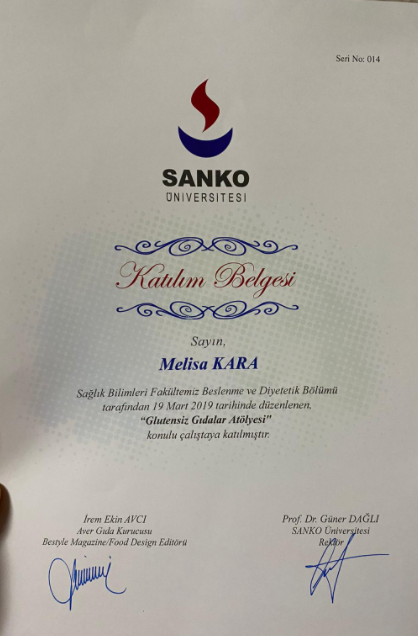 Seri No: 014
SANKO
ÜNİVERSİTESİ
Katılım Belgesi
Sayın,
Melisa KARA
Sağlık Bilimleri Fakültemiz Beslenme ve Diyetetik Bölümü
tarafından 19 Mart 2019 tarihinde düzenlenen,
“Glutensiz Gıdalar Atölyesi”
konulu çalıştaya katılmıştır.
İrem Ekin AVCI
Aver Gıda Kurucusu
Bestyle Magazine/Food Design Editörü
Prof. Dr. Güner DAĞLI
SANKO Üniversitesi
Rektör